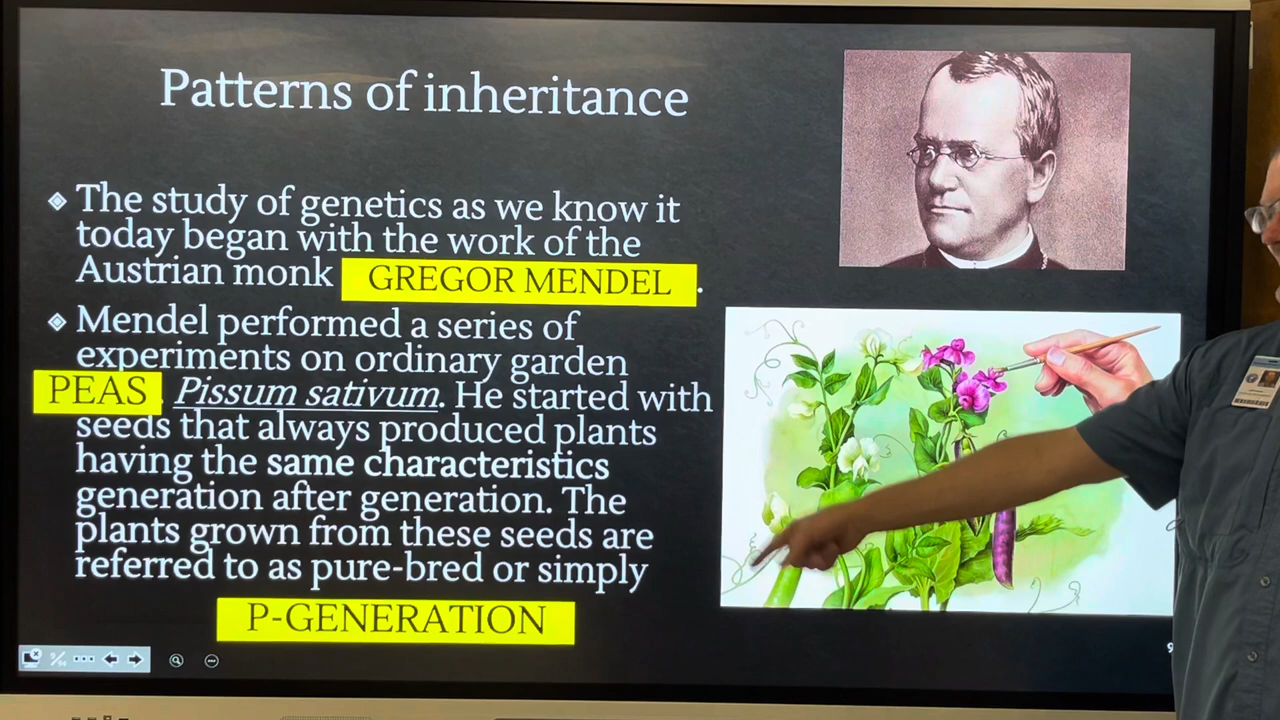 Patterns of inheritance
The study of genetics as we know it
today began with the work of the
Austrian monk GREGOR MENDEL .
Mendel performed a series of
experiments on ordinary garden
PEAS Pissum sativum. He started with
seeds that always produced plants
having the same characteristics
generation after generation. The
plants grown from these seeds are
referred to as pure-bred or simply
P-GENERATION